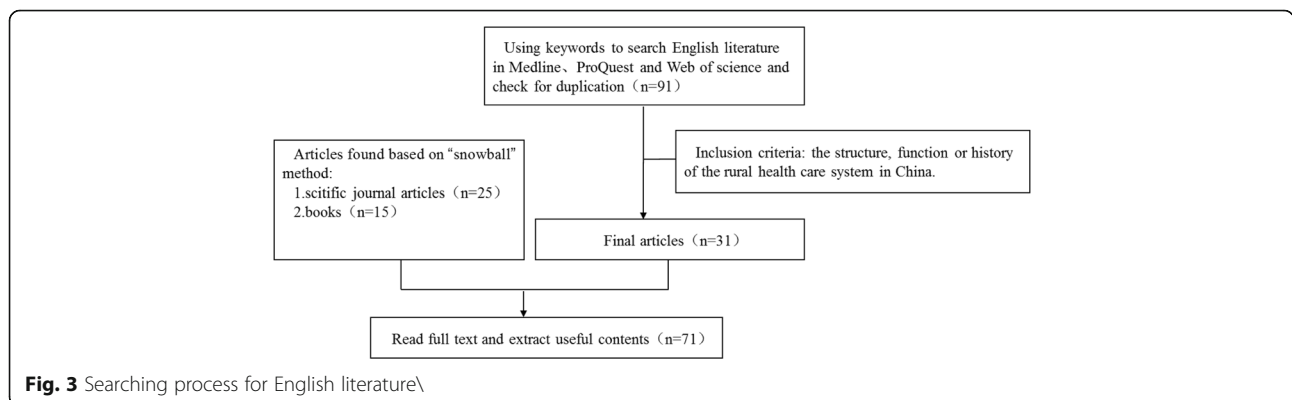 Using keywords to search English literature
in Medline、ProQuest and Web of science and
check for duplication（n=91）
Inclusion criteria: the structure, function or history
of the rural health care system in China.
Articles found based on “snowball”
method:
1.scitific journal articles（n=25）
2.books（n=15）
Final articles（n=31）
Read full text and extract useful contents（n=71）
Fig. 3 Searching process for English literature\